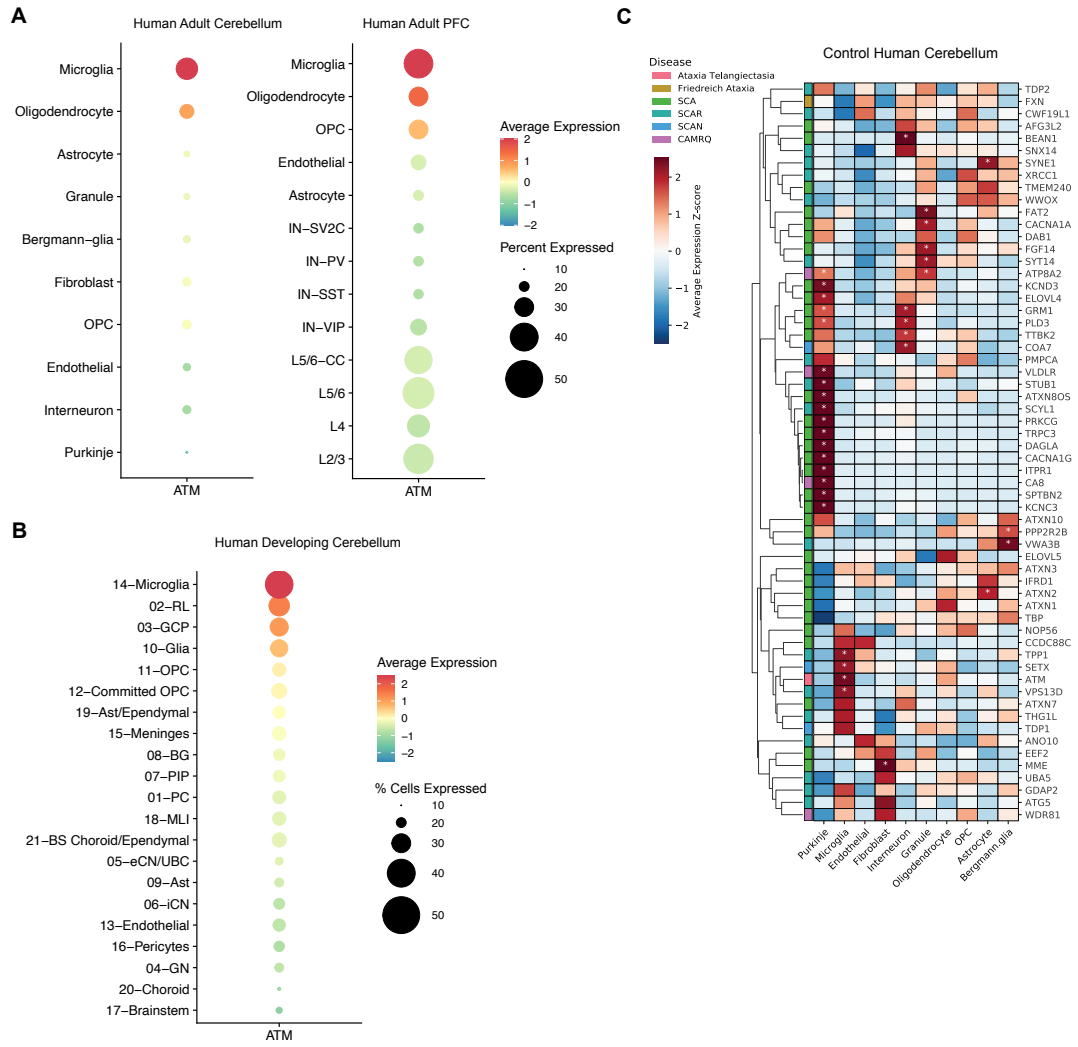 A
Human Adult Cerebellum
Microglia
Oligodendrocyte
Astrocyte
Granule
Bergmann−glia
Fibroblast
OPC
Endothelial
Interneuron
Purkinje
ATM
Human Adult PFC
Microglia
Oligodendrocyte
OPC
Endothelial
Astrocyte
IN−SV2C
IN−PV
IN−SST
IN−VIP
L5/6−CC
L5/6
L4
L2/3
ATM
Average Expression
2
1
0
−1
−2
Percent Expressed
10
20
30
40
50
B
Human Developing Cerebellum
14−Microglia
02−RL
03−GCP
10−Glia
11−OPC
12−Committed OPC
19−Ast/Ependymal
15−Meninges
08−BG
07−PIP
01−PC
18−MLI
21−BS Choroid/Ependymal
05−eCN/UBC
09−Ast
06−iCN
13−Endothelial
16−Pericytes
04−GN
20−Choroid
17−Brainstem
ATM
Average Expression
2
1
0
−1
−2
% Cells Expressed
10
20
30
40
50
C
Control Human Cerebellum
Disease
Ataxia Telangiectasia
Friedreich Ataxia
SCA
SCAR
SCAN
CAMRQ
2
1
0
−1
−2
Average Expression Z-score
TDP2
FXN
CWF19L1
AFG3L2
BEAN1
SNX14
SYNE1
XRCC1
TMEM240
WWOX
FAT2
CACNA1A
DAB1
FGF14
SYT14
ATP8A2
KCND3
ELOVL4
GRM1
PLD3
TTBK2
COA7
PMPCA
VLDLR
STUB1
ATXN8OS
SCYL1
PRKCG
TRPC3
DAGLA
CACNA1G
ITPR1
CA8
SPTBN2
KCNC3
ATXN10
PPP2R2B
VWA3B
ELOVL5
ATXN3
IFRD1
ATXN2
ATXN1
TBP
NOP56
CCDC88C
TPP1
SETX
ATM
VPS13D
ATXN7
THG1L
TDP1
ANO10
EEF2
MME
UBA5
GDAP2
ATG5
WDR81
Purkinje
Microglia
Endothelial
Fibroblast
Interneuron
Granule
Oligodendrocyte
OPC
Astrocyte
Bergmann.glia